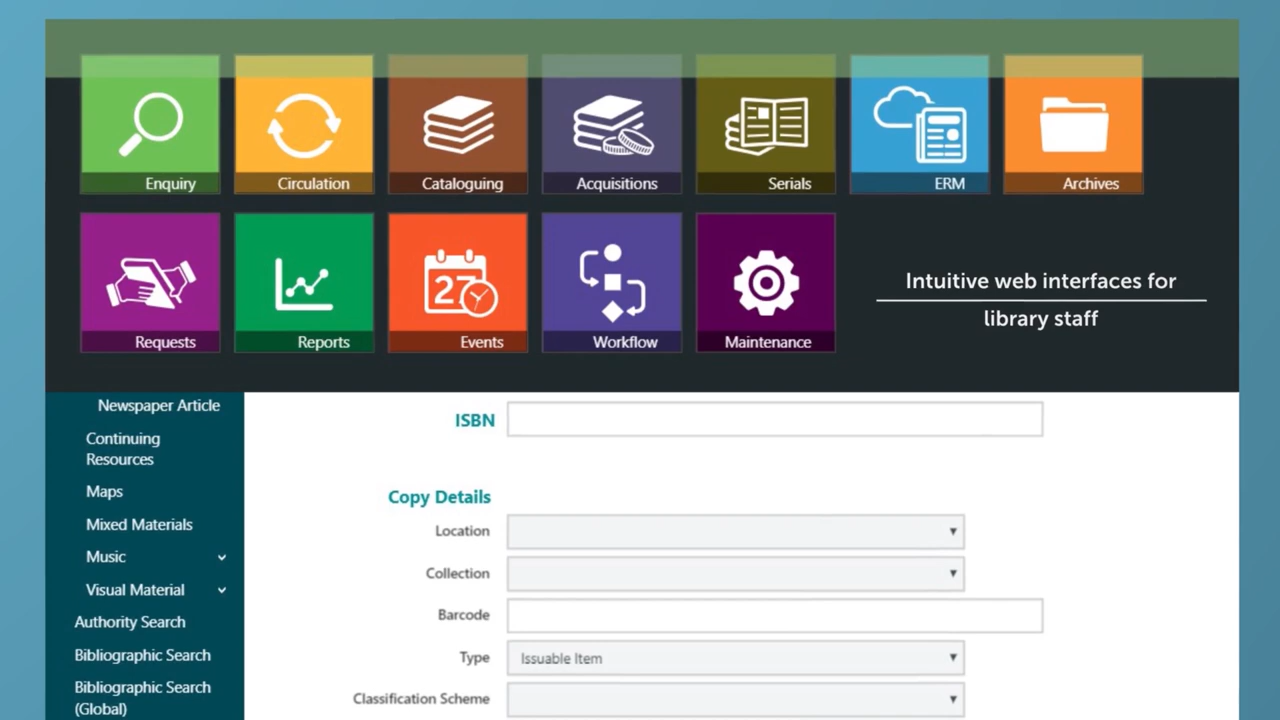 Enquiry
Circulation
Cataloguing
Acquisitions
Serials
ERM
Archives
27
Requests
Reports
Events
Workflow
Maintenance
Intuitive web interfaces for
library staff
Newspaper Article
Continuing
Resources
Maps
Mixed Materials
Music
Visual Material
Authority Search
Bibliographic Search
Bibliographic Search
(Global)
ISBN
Copy Details
Location
Collection
Barcode
Type
Issuable Item
Classification Scheme